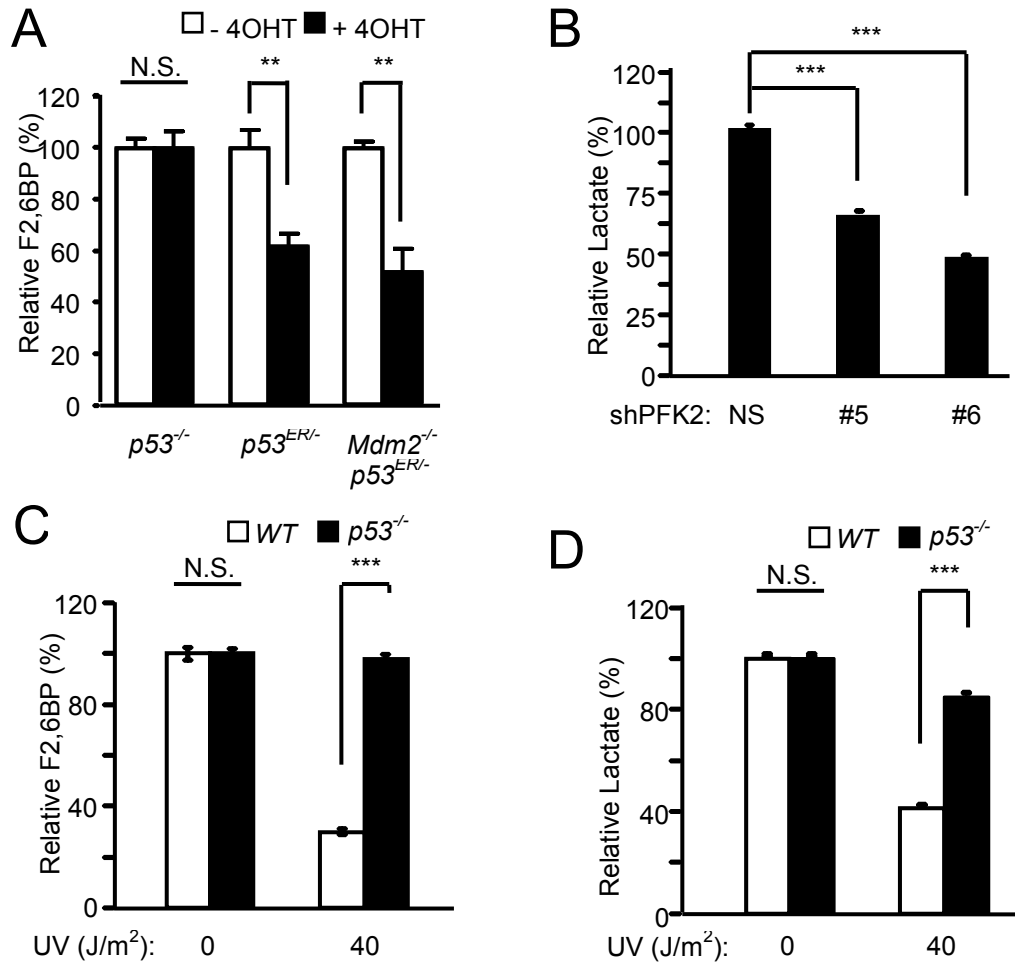 A
- 4OHT + 4OHT
N.S. ** **
Relative F2,6BP (%)
120
100
80
60
40
20
0
p53-/- p53ER/- Mdm2-/-
p53ER/-
B
***
***
Relative Lactate (%)
120
100
75
50
25
0
shPFK2: NS #5 #6
C
WT p53-/-
N.S. ***
Relative F2,6BP (%)
120
100
80
40
0
UV (J/m2): 0 40
D
WT p53-/-
N.S. ***
Relative Lactate (%)
120
100
80
40
0
UV (J/m2): 0 40